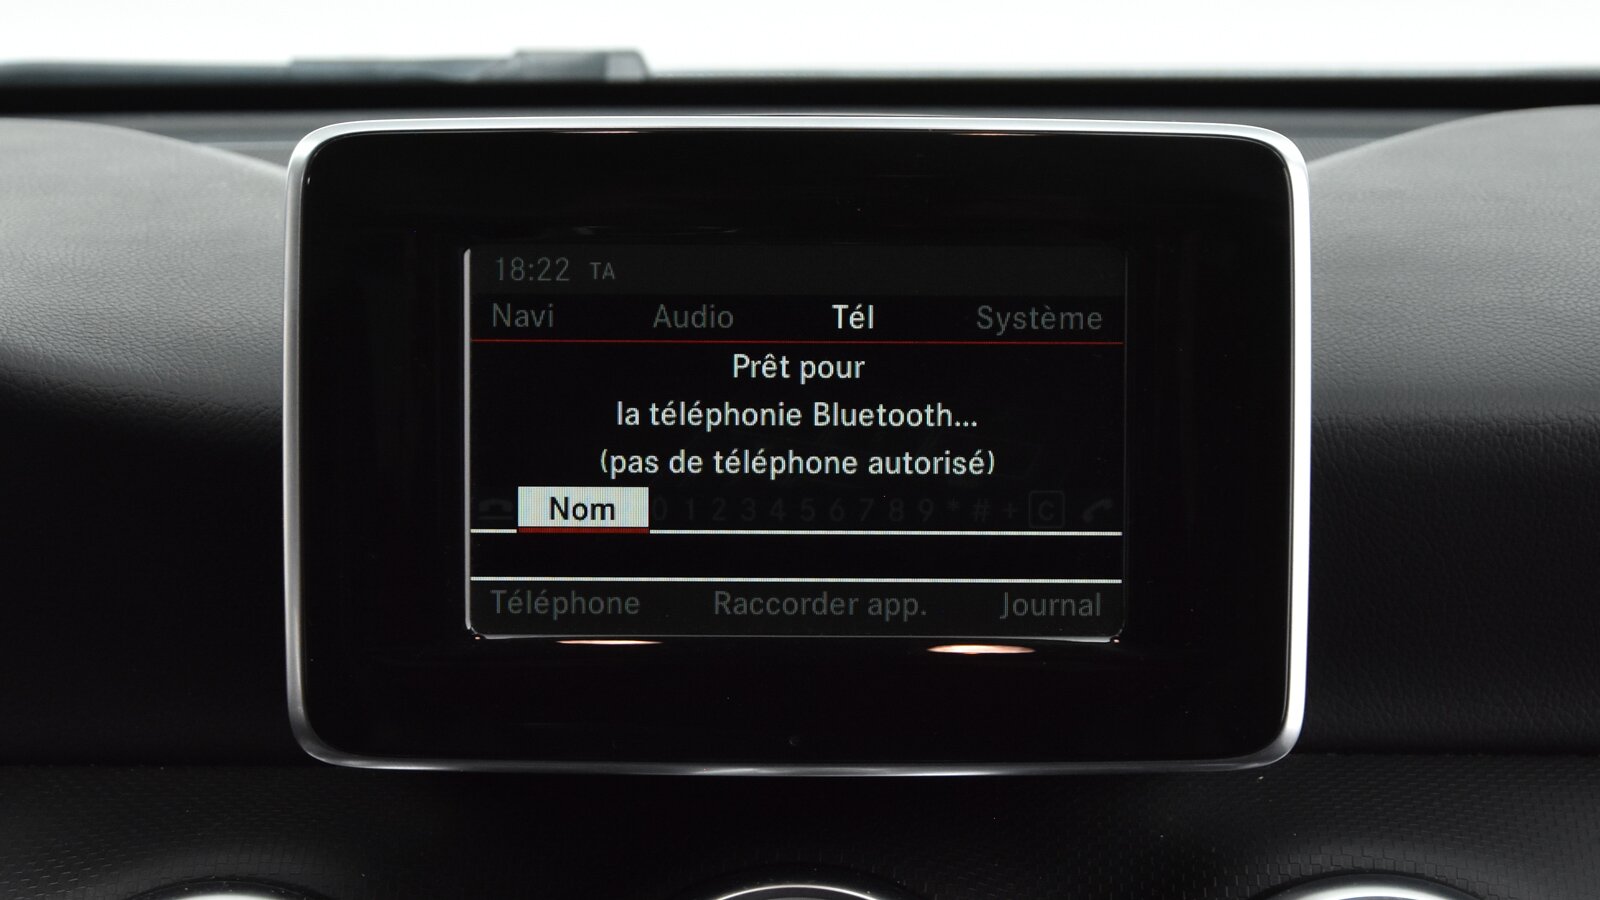 18:22 TA
Navi Audio Tél Système
Prêt pour
la téléphonie Bluetooth...
(pas de téléphone autorisé)
Nom 0 1 2 3 4 5 6 7 8 9 * # + C
Téléphone Raccorder app. Journal